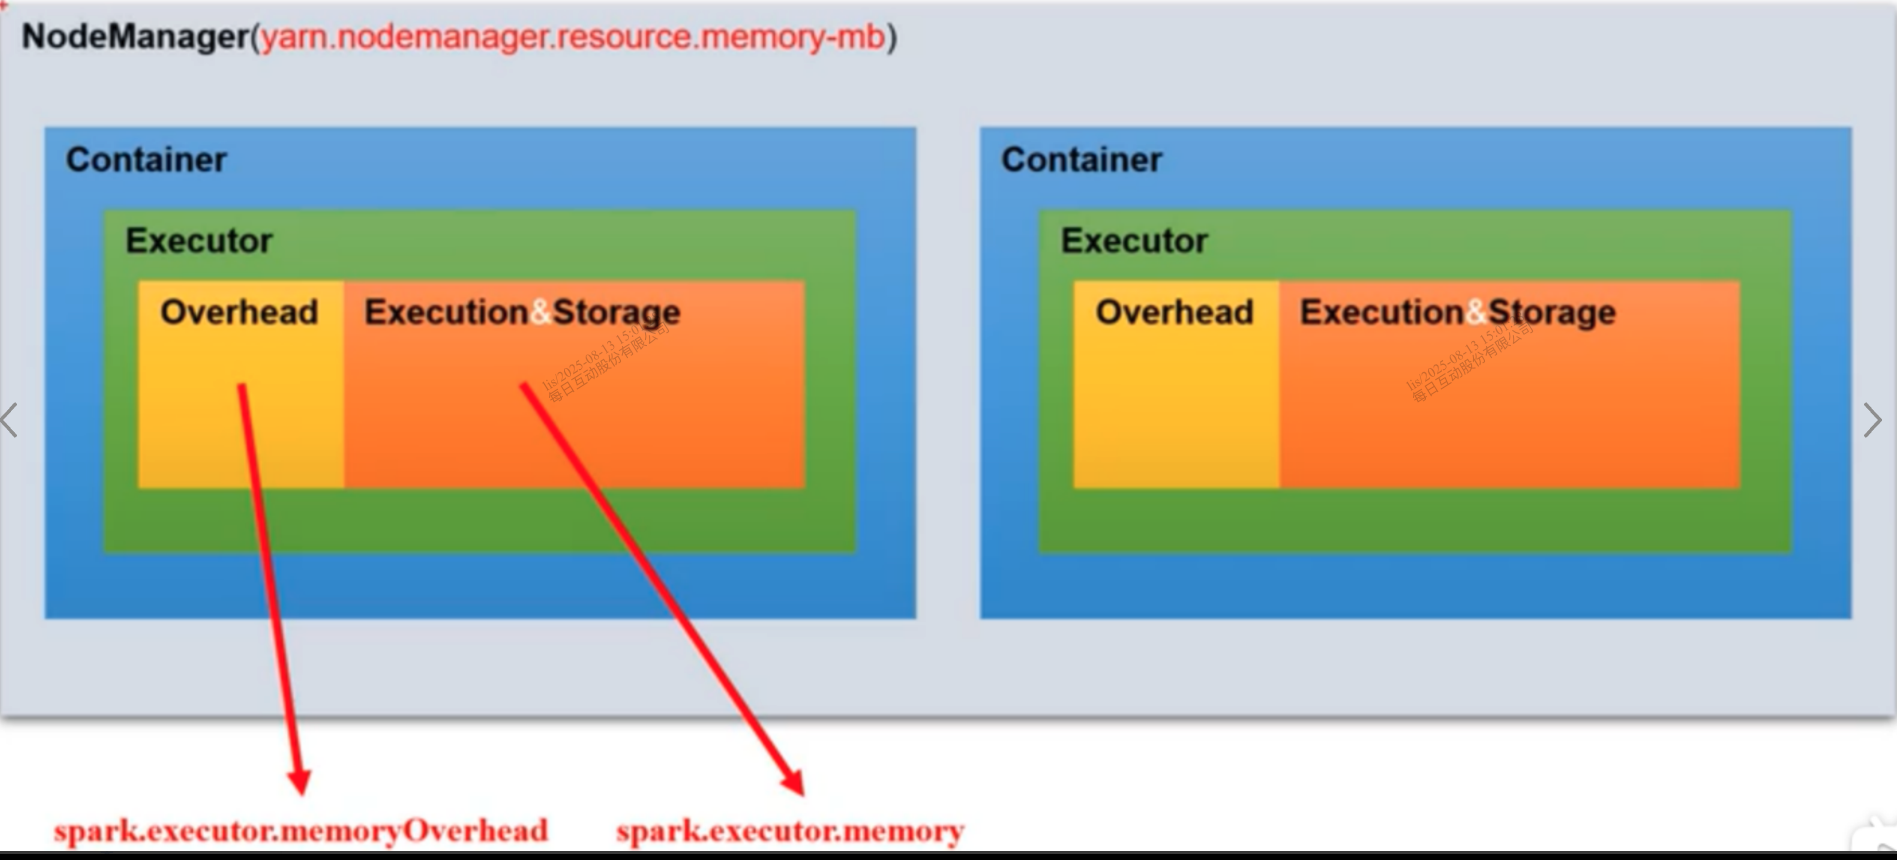 NodeManager(yarn.nodemanager.resource.memory-mb)
Container
Executor
Overhead
Execution&Storage
lis/2025-08-13 15:01
每日互动股份有限公司
Container
Executor
Overhead
Execution&Storage
lis/2025-08-13 15:01
每日互动股份有限公司
spark.executor.memoryOverhead
spark.executor.memory